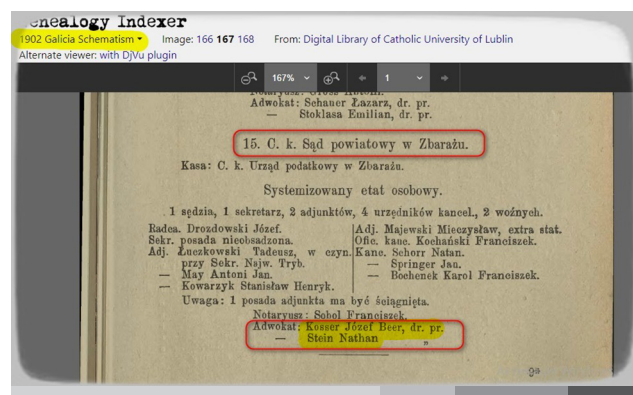 Genealogy Indexer
1902 Galicia Schematism Image: 166 167 168 From: Digital Library of Catholic University of Lublin
Alternate viewer: with DjVu plugin
167% 1
Adwokat: Schauer Łazarz, dr. pr.
— Stoklasa Emilian, dr. pr.
15. C. k. Sąd powiatowy w Zbarażu.
Kasa: C. k. Urząd podatkowy w Zbarażu.
Systemizowany etat osobowy.
1 sędzia, 1 sekretarz, 2 adjunktów, 4 urzędników kancel., 2 woźnych.
Radca. Drozdowski Józef.
Sekr. posada nieobsadzona.
Adj. Łuczkowski Tadeusz, w czyn.
przy Sekr. Najw. Tryb.
— May Antoni Jan.
— Kowarzyk Stanisław Henryk.
Adj. Majewski Mieczysław, extra stat.
Ofic. kanc. Kochański Franciszek.
Kanc. Schorr Natan.
— Springer Jan.
— Bochenek Karol Franciszek.
Uwaga: 1 posada adjunkta ma być ściągnięta.
Notaryusz: Sobol Franciszek.
Adwokat: Kosser Józef Beer, dr. pr.
— Stein Nathan „
9*